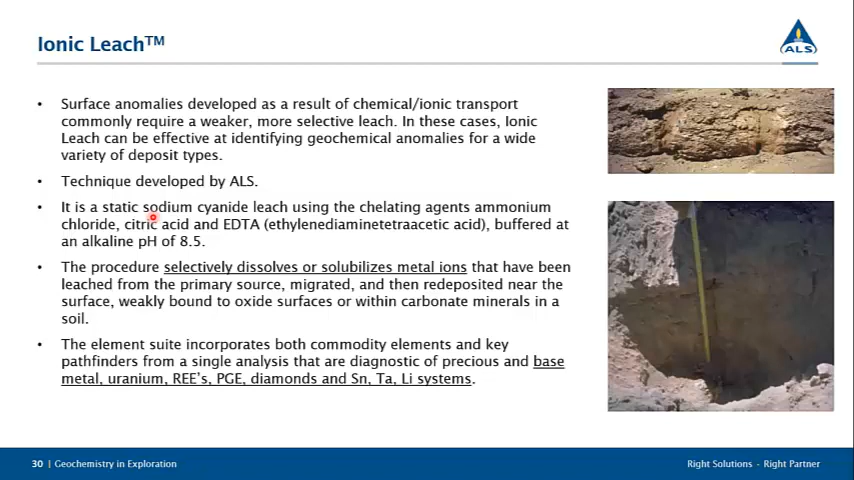 Ionic Leach™
ALS
• Surface anomalies developed as a result of chemical/ionic transport
commonly require a weaker, more selective leach. In these cases, Ionic
Leach can be effective at identifying geochemical anomalies for a wide
variety of deposit types.
• Technique developed by ALS.
• It is a static sodium cyanide leach using the chelating agents ammonium
chloride, citric acid and EDTA (ethylenediaminetetraacetic acid), buffered at
an alkaline pH of 8.5.
• The procedure selectively dissolves or solubilizes metal ions that have been
leached from the primary source, migrated, and then redeposited near the
surface, weakly bound to oxide surfaces or within carbonate minerals in a
soil.
• The element suite incorporates both commodity elements and key
pathfinders from a single analysis that are diagnostic of precious and base
metal, uranium, REE's, PGE, diamonds and Sn, Ta, Li systems.
30 | Geochemistry in Exploration
Right Solutions - Right Partner